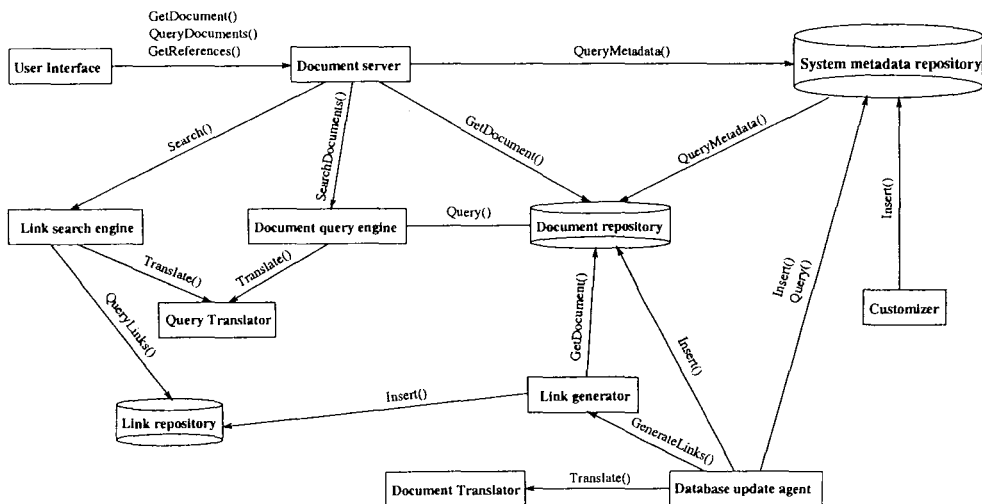 GetDocument()
QueryDocuments()
GetReferences()
User Interface
Document server
QueryMetadata()
System metadata repository
Search()
SearchDocuments()
GetDocument()
QueryMetadata()
Insert()
Link search engine
Document query engine
Query()
Document repository
Translate()
Translate()
Insert()
Query()
QueryLinks()
Query Translator
GetDocument()
Customizer
Insert()
Insert()
Link generator
Link repository
GenerateLinks()
Document Translator
Translate()
Database update agent